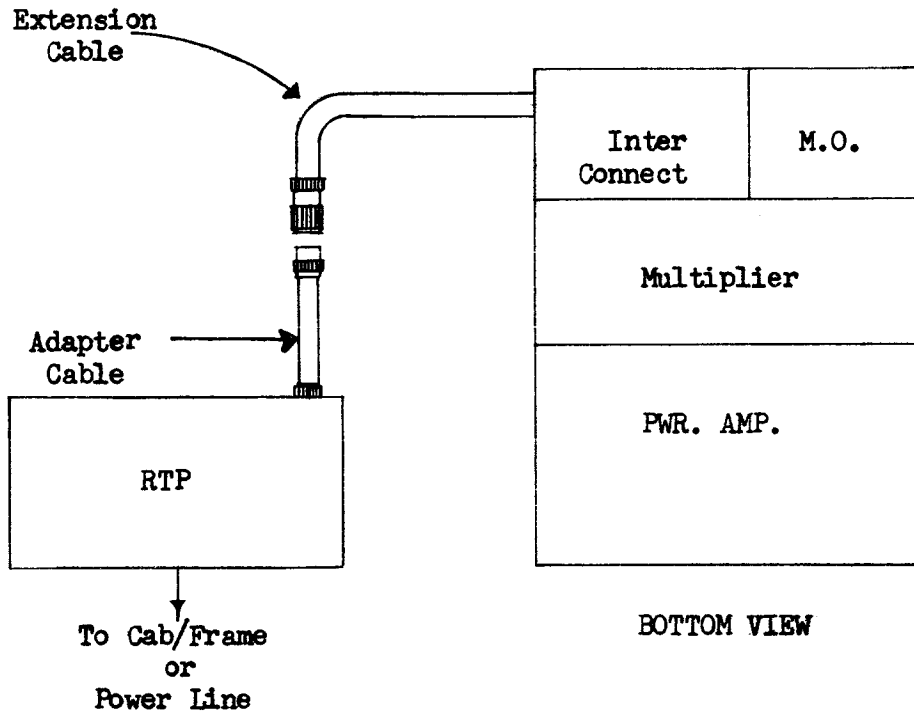 Extension
Cable
Inter
Connect
M.O.
Multiplier
Adapter
Cable
PWR. AMP.
RTP
To Cab/Frame
or
Power Line
BOTTOM VIEW